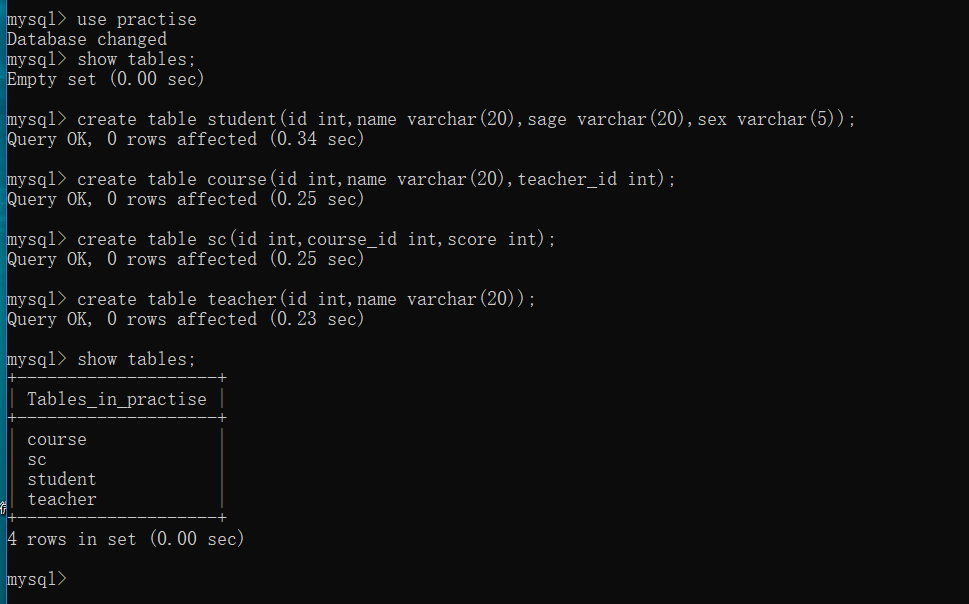 mysql> use practise
Database changed
mysql> show tables;
Empty set (0.00 sec)
mysql> create table student(id int,name varchar(20),sage varchar(20),sex varchar(5));
Query OK, 0 rows affected (0.34 sec)
mysql> create table course(id int,name varchar(20),teacher_id int);
Query OK, 0 rows affected (0.25 sec)
mysql> create table sc(id int,course_id int,score int);
Query OK, 0 rows affected (0.25 sec)
mysql> create table teacher(id int,name varchar(20));
Query OK, 0 rows affected (0.23 sec)
mysql> show tables;
+--------------------+
| Tables_in_practise |
+--------------------+
| course             |
| sc                 |
| student            |
| teacher            |
+--------------------+
4 rows in set (0.00 sec)
mysql>